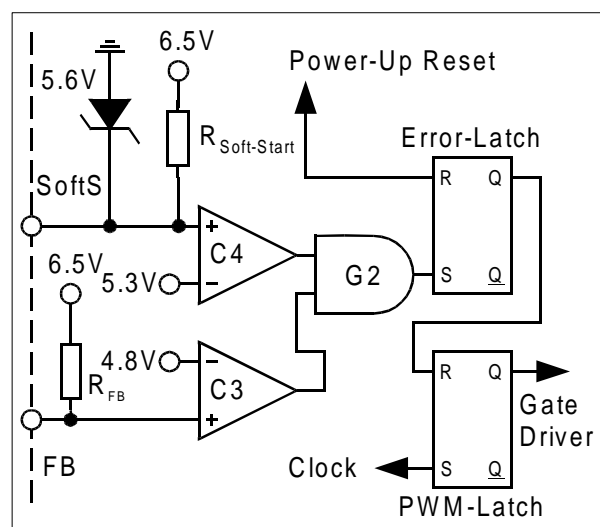 6.5V
5.6V
Power-Up Reset
R Soft-Start
Error-Latch
SoftS
R Q
C4
6.5V
5.3V
G2
S Q
4.8V
R FB
C3
R Q
Gate
Driver
FB
Clock
S Q
PWM-Latch